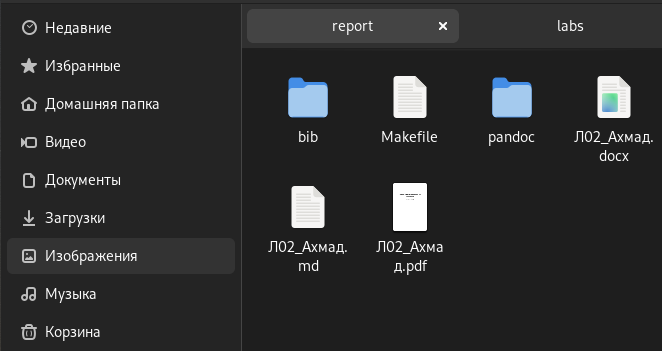 Недавние
Избранные
Домашняя папка
Видео
Документы
Загрузки
Изображения
Музыка
Корзина
report
labs
bib
Makefile
pandoc
Л02_Ахмад.
docx
Л02_Ахмад.
md
Л02_Ахма
д.pdf